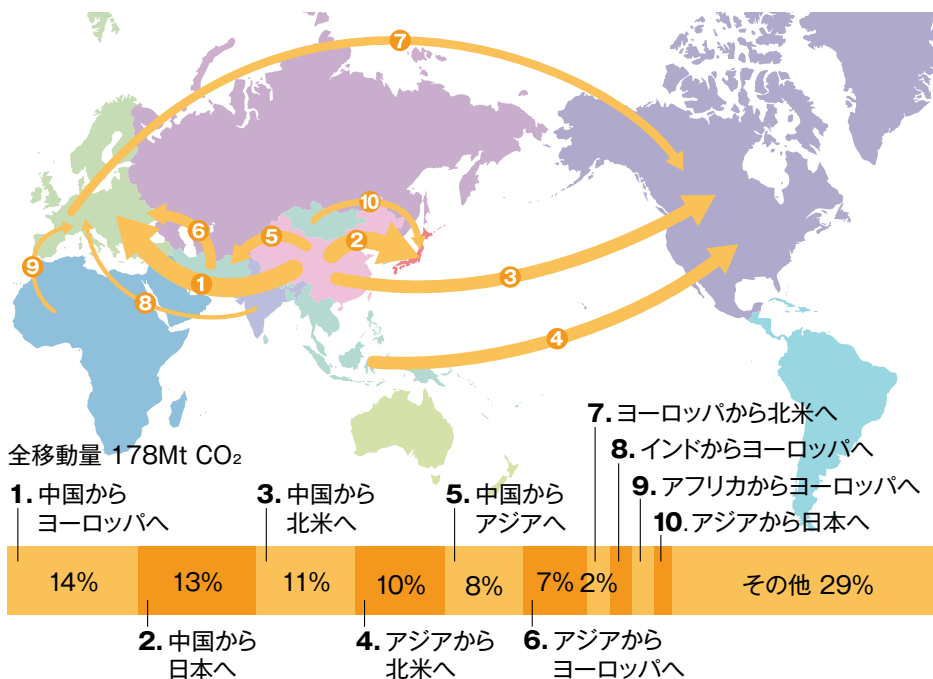 7
10
6
5
2
9
1
3
8
4
7. ヨーロッパから北米へ
全移動量 178Mt CO₂
8. インドからヨーロッパへ
1. 中国から
ヨーロッパへ
3. 中国から
北米へ
5. 中国から
アジアへ
9. アフリカからヨーロッパへ
10. アジアから日本へ
14%
13%
11%
10%
8%
7%
2%
その他 29%
2. 中国から
日本へ
4. アジアから
北米へ
6. アジアから
ヨーロッパへ